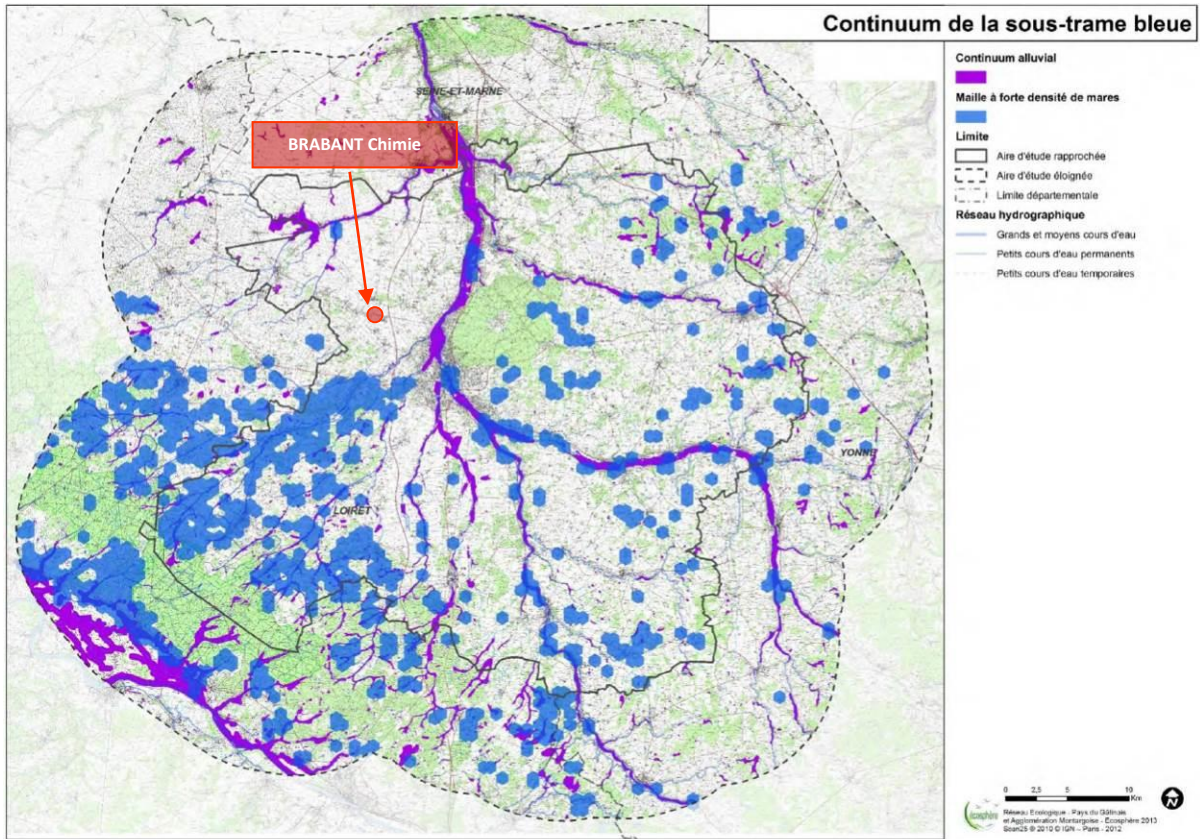 Continuum de la sous-trame bleue
Continuum alluvial
Maille à forte densité de mares
Limite
Aire d'étude rapprochée
Aire d'étude éloignée
Limite départementale
Réseau hydrographique
Grands et moyens cours d'eau
Petits cours d'eau permanents
Petits cours d'eau temporaires
SEINE-ET-MARNE
BRABANT Chimie
YONNE
LOIRET
0 2,5 5 10
Km
N
écosphère
Réseau Ecologique - Pays du Gâtinais
et Agglomération Montargoise - Ecosphère 2013
Scan25 © 2010 © IGN - Paris - 2012